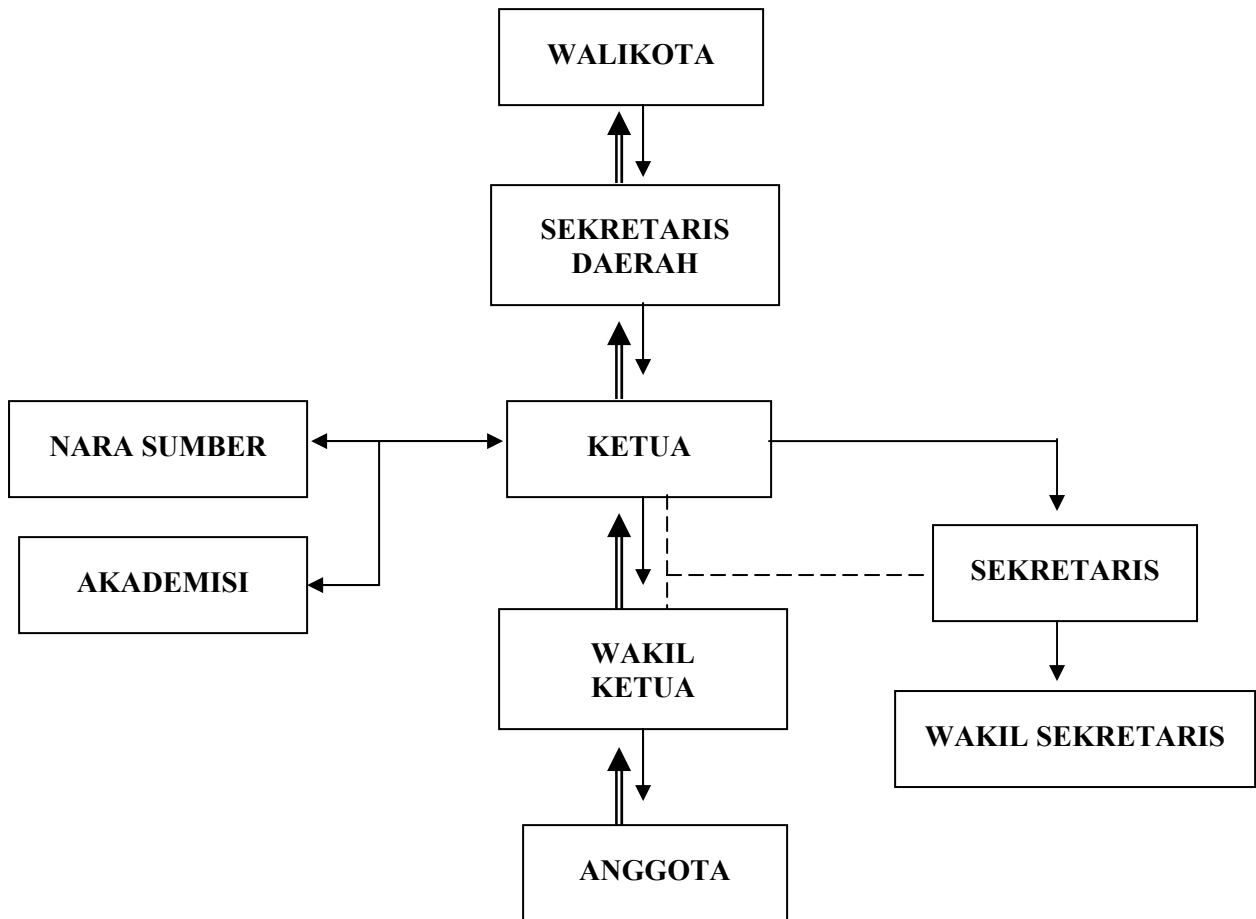 WALIKOTA
SEKRETARIS
DAERAH
NARA SUMBER
KETUA
AKADEMISI
SEKRETARIS
WAKIL
KETUA
WAKIL SEKRETARIS
ANGGOTA